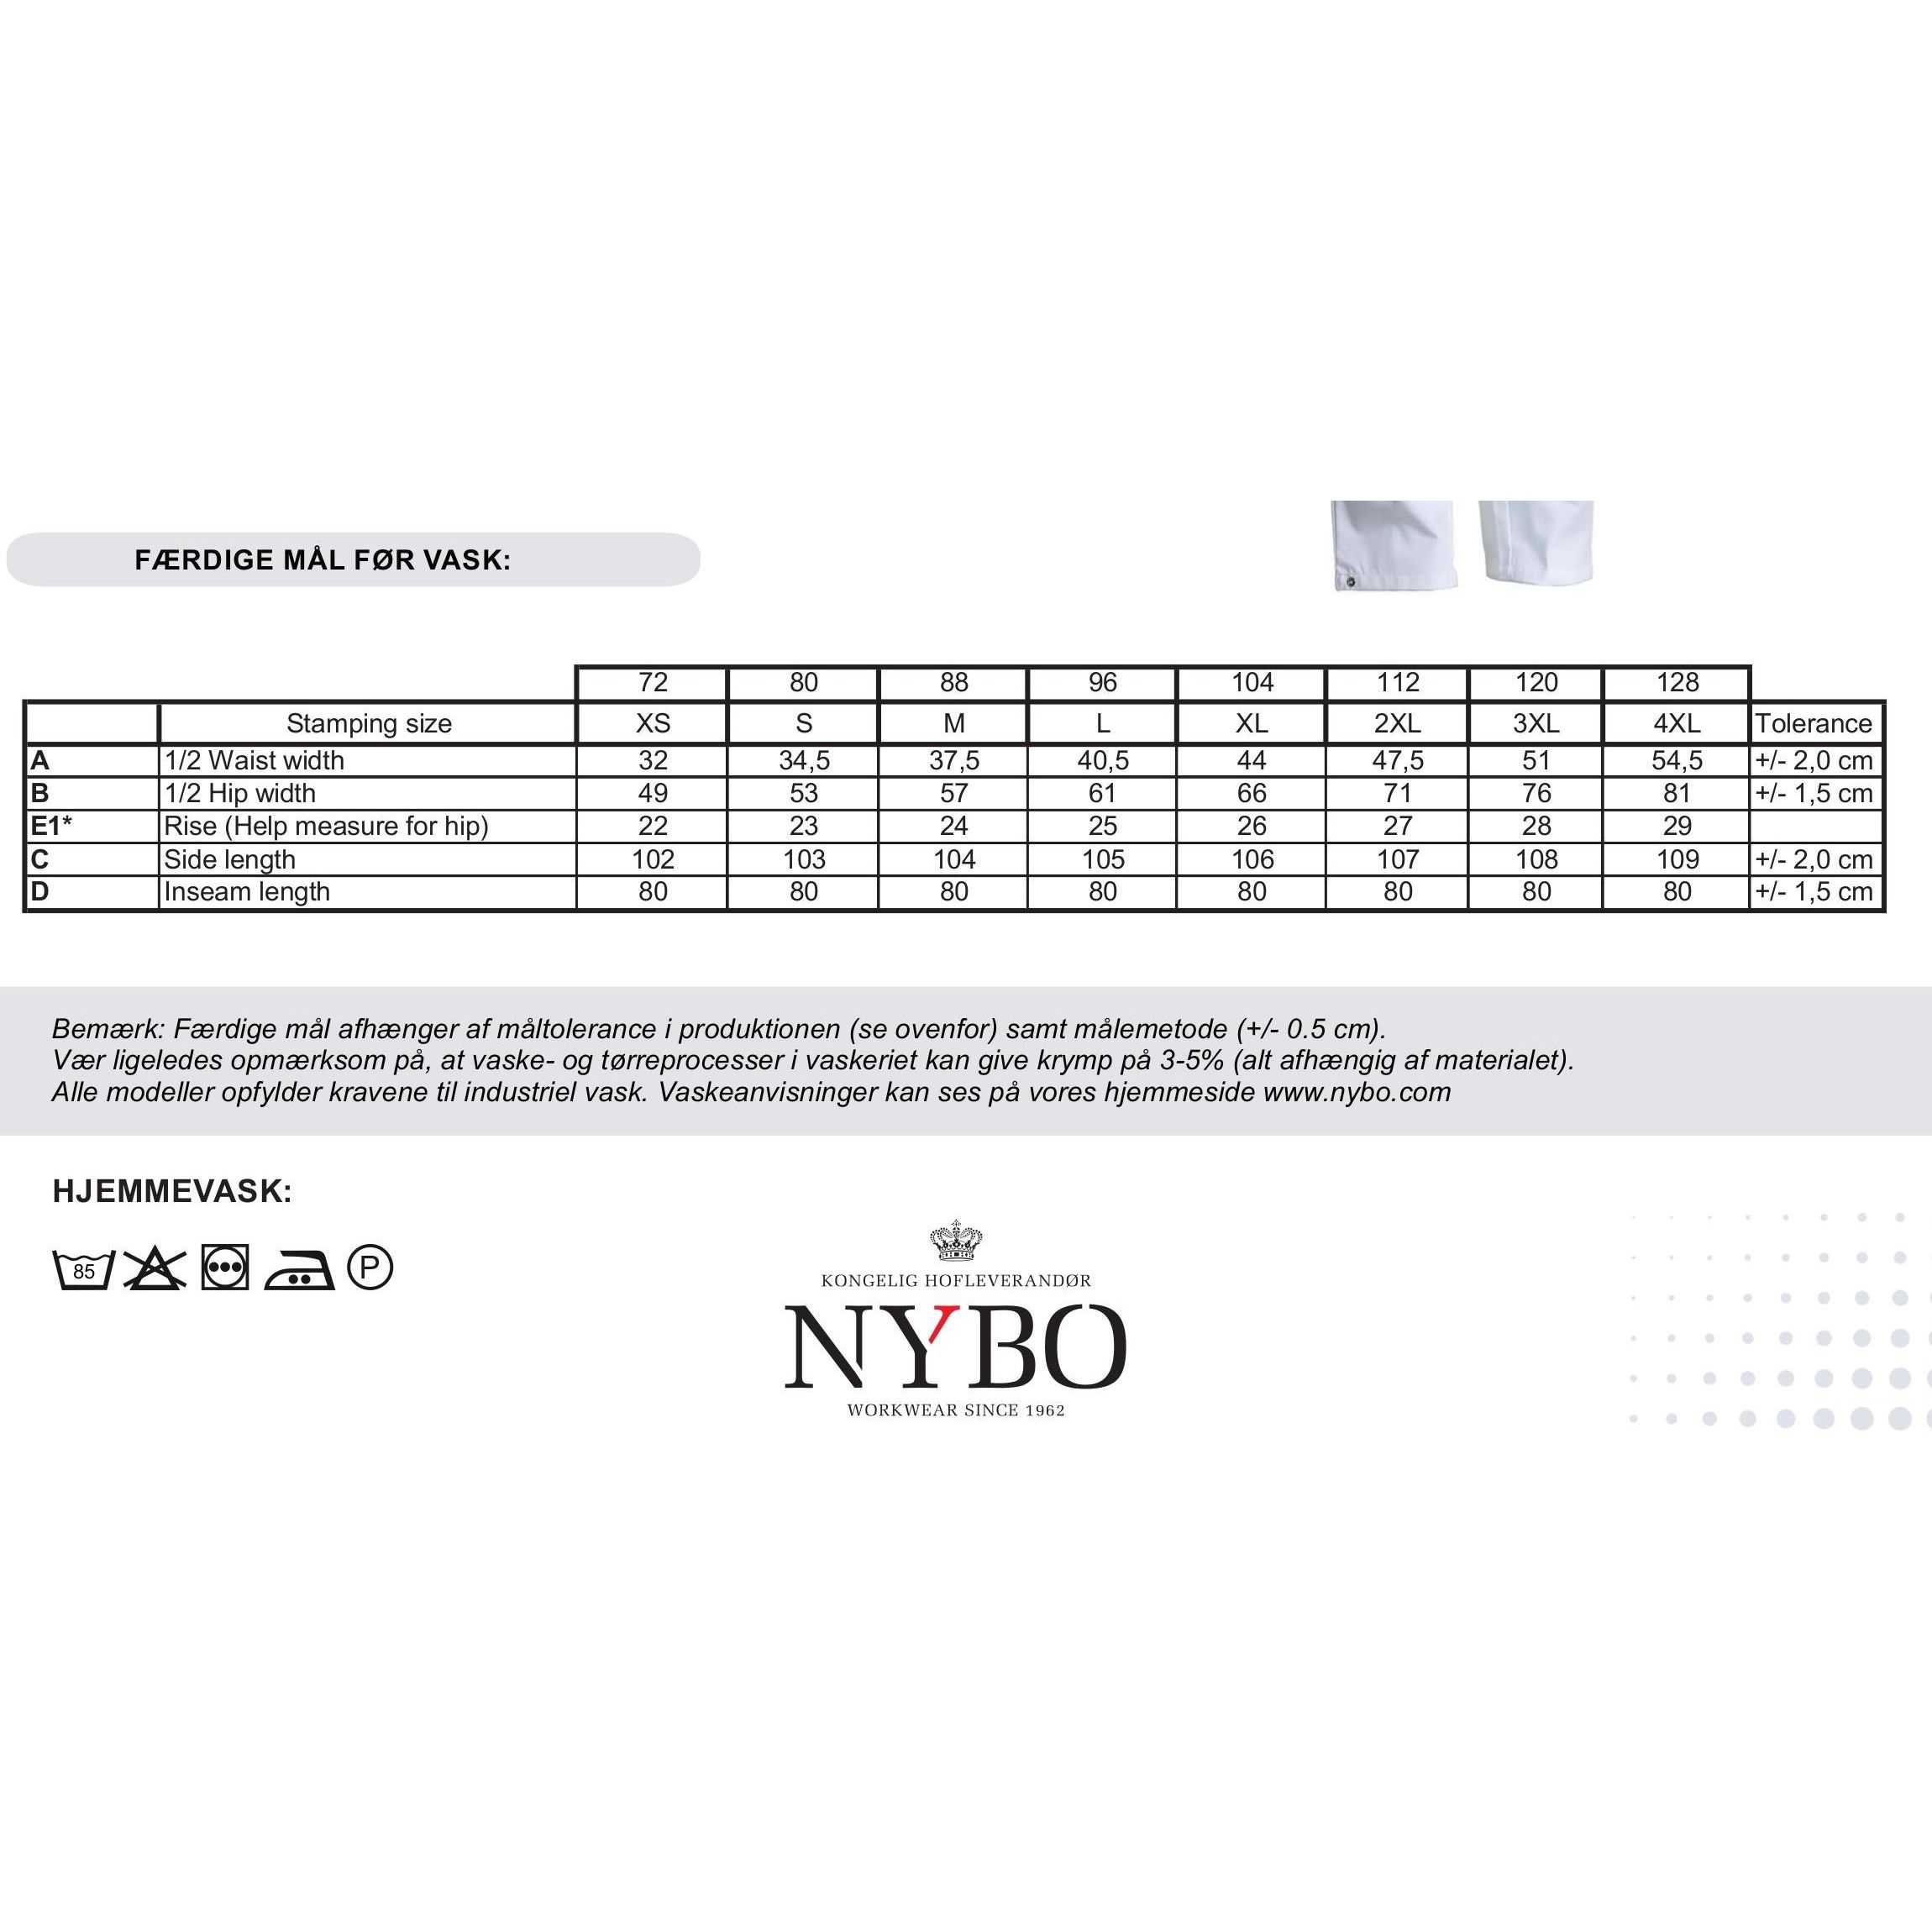 FÆRDIGE MÅL FØR VASK:
72 80 88 96 104 112 120 128
Stamping size XS S M L XL 2XL 3XL 4XL Tolerance
A 1/2 Waist width 32 34,5 37,5 40,5 44 47,5 51 54,5 +/- 2,0 cm
B 1/2 Hip width 49 53 57 61 66 71 76 81 +/- 1,5 cm
E1* Rise (Help measure for hip) 22 23 24 25 26 27 28 29
C Side length 102 103 104 105 106 107 108 109 +/- 2,0 cm
D Inseam length 80 80 80 80 80 80 80 80 +/- 1,5 cm
Bemærk: Færdige mål afhænger af måltolerance i produktionen (se ovenfor) samt målemetode (+/- 0.5 cm).
Vær ligeledes opmærksom på, at vaske- og tørreprocesser i vaskeriet kan give krymp på 3-5% (alt afhængig af materialet).
Alle modeller opfylder kravene til industriel vask. Vaskeanvisninger kan ses på vores hjemmeside www.nybo.com
HJEMMEVASK:
85 P
KONGELIG HOFLEVERANDØR
NYBO
WORKWEAR SINCE 1962